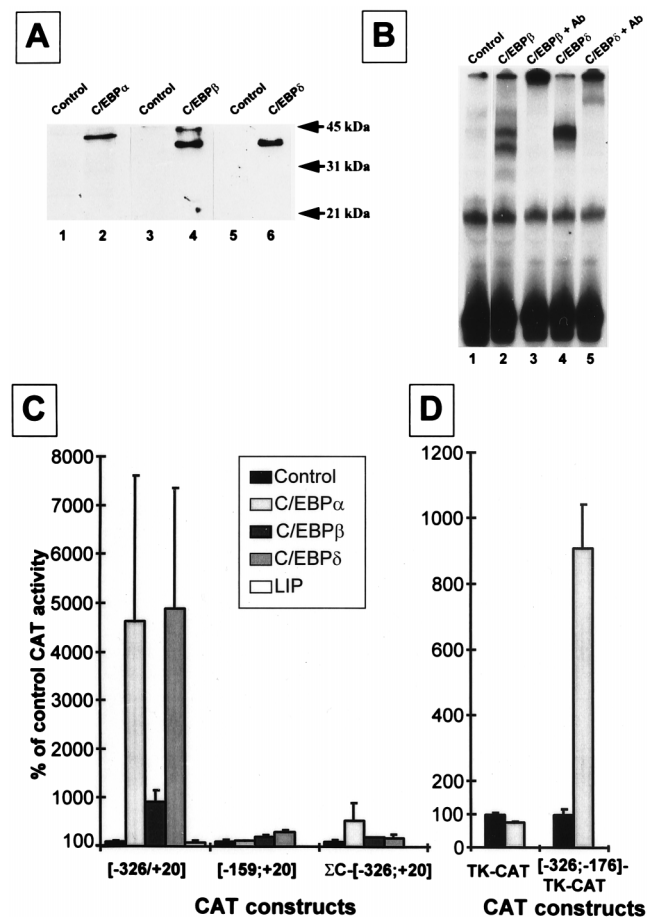 A
Control
C/EBPα
Control
C/EBPβ
Control
C/EBPδ
45 kDa
31 kDa
21 kDa
1 2 3 4 5 6
B
Control
C/EBPβ
C/EBPβ + Ab
C/EBPδ
C/EBPδ + Ab
1 2 3 4 5
C
% of control CAT activity
8000
7000
6000
5000
4000
3000
2000
1000
100
Control
C/EBPα
C/EBPβ
C/EBPδ
LIP
[-326/+20] [-159;+20] ΣC-[-326;+20]
CAT constructs
D
1200
1000
800
600
400
200
100
0
TK-CAT [-326;-176]-
TK-CAT
CAT constructs